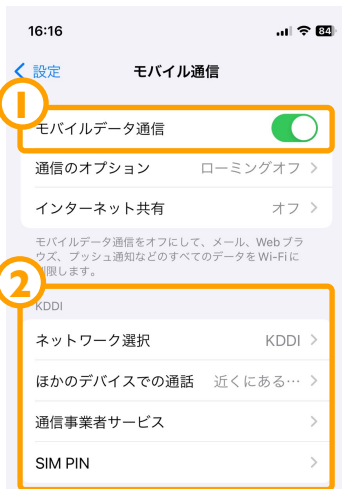 16:16
84
設定
モバイル通信
1
モバイルデータ通信
通信のオプション ローミングオフ
インターネット共有 オフ
モバイルデータ通信をオフにして、メール、Webブラ
ウズ、プッシュ通知などのすべてのデータをWi-Fiに
限します。
2
KDDI
ネットワーク選択 KDDI
ほかのデバイスでの通話 近くにある…
通信事業者サービス
SIM PIN